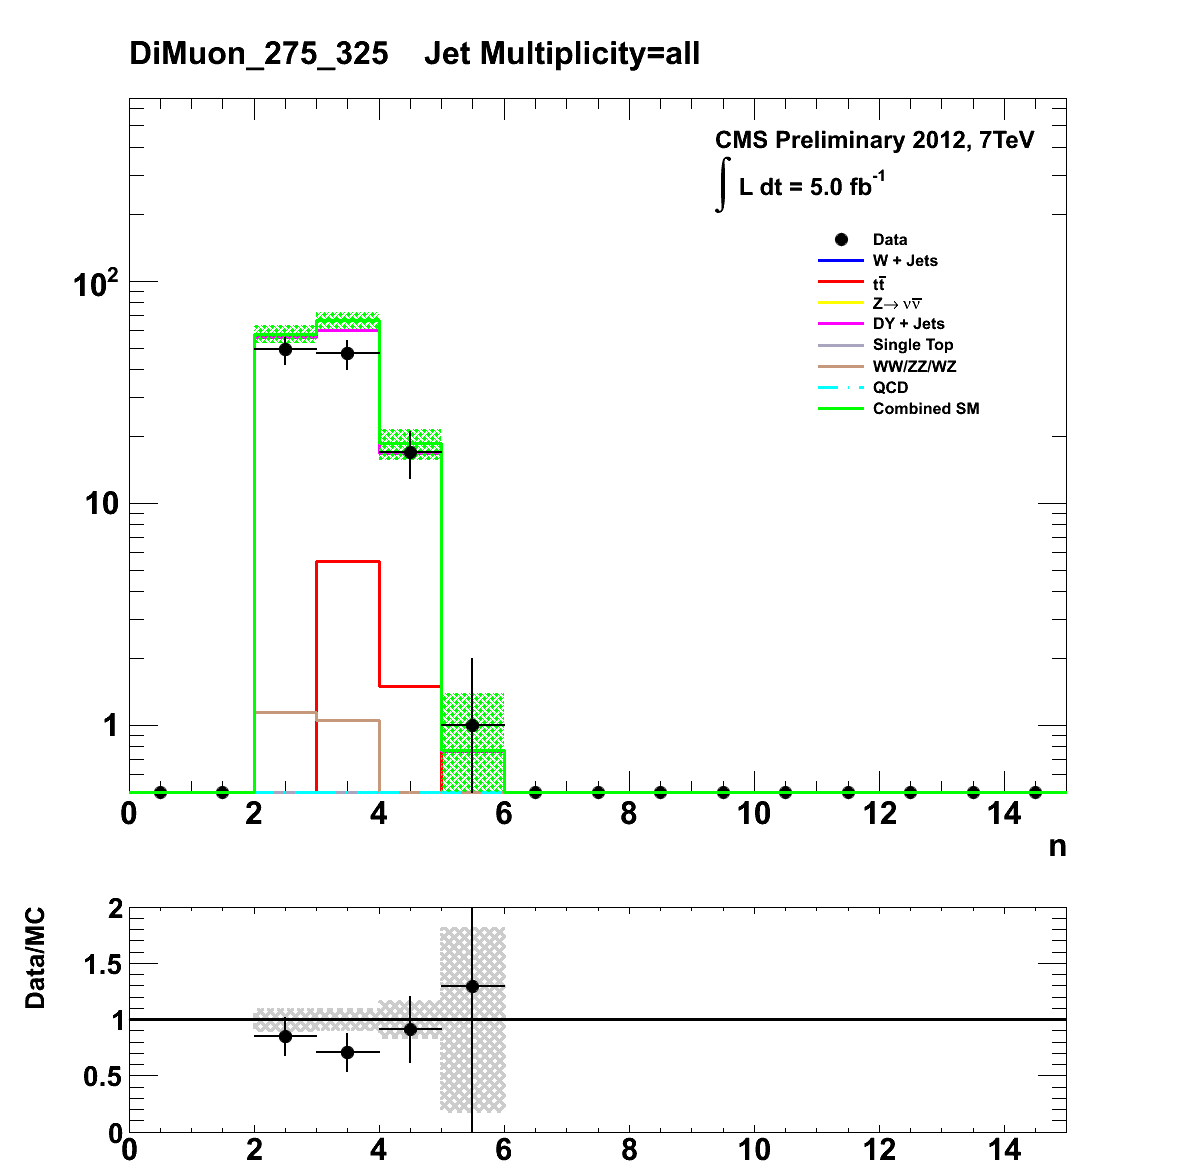 DiMuon_275_325 Jet Multiplicity=all
CMS Preliminary 2012, 7TeV
∫ L dt = 5.0 fb⁻¹
Data
W + Jets
tt̅
Z→ νν̅
DY + Jets
Single Top
WW/ZZ/WZ
QCD
Combined SM
10²
10
1
0 2 4 6 8 10 12 14
n
Data/MC
2
1.5
1
0.5
0
0 2 4 6 8 10 12 14